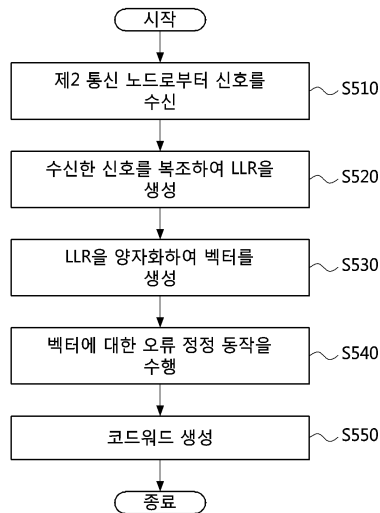 시작
제2 통신 노드로부터 신호를
수신
S510
수신한 신호를 복조하여 LLR을
생성
S520
LLR을 양자화하여 벡터를
생성
S530
벡터에 대한 오류 정정 동작을
수행
S540
코드워드 생성
S550
종료